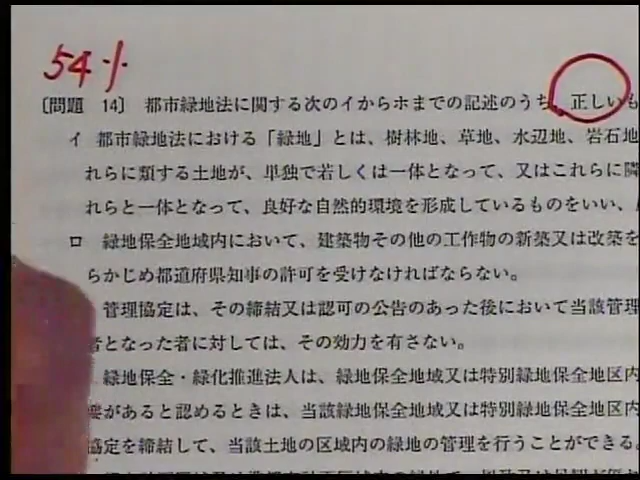 54%
〔問題 14〕 都市緑地法に関する次のイからホまでの記述のうち、正しいも
イ 都市緑地法における「緑地」とは、樹林地、草地、水辺地、岩石地
れらに類する土地が、単独で若しくは一体となって、又はこれらに隣
れらと一体となって、良好な自然的環境を形成しているものをいい、
ロ 緑地保全地域内において、建築物その他の工作物の新築又は改築を
らかじめ都道府県知事の許可を受けなければならない。
管理協定は、その締結又は認可の公告のあった後において当該管理
者となった者に対しては、その効力を有さない。
緑地保全・緑化推進法人は、緑地保全地域又は特別緑地保全地区内
要があると認めるときは、当該緑地保全地域又は特別緑地保全地区内
協定を締結して、当該土地の区域内の緑地の管理を行うことができる。